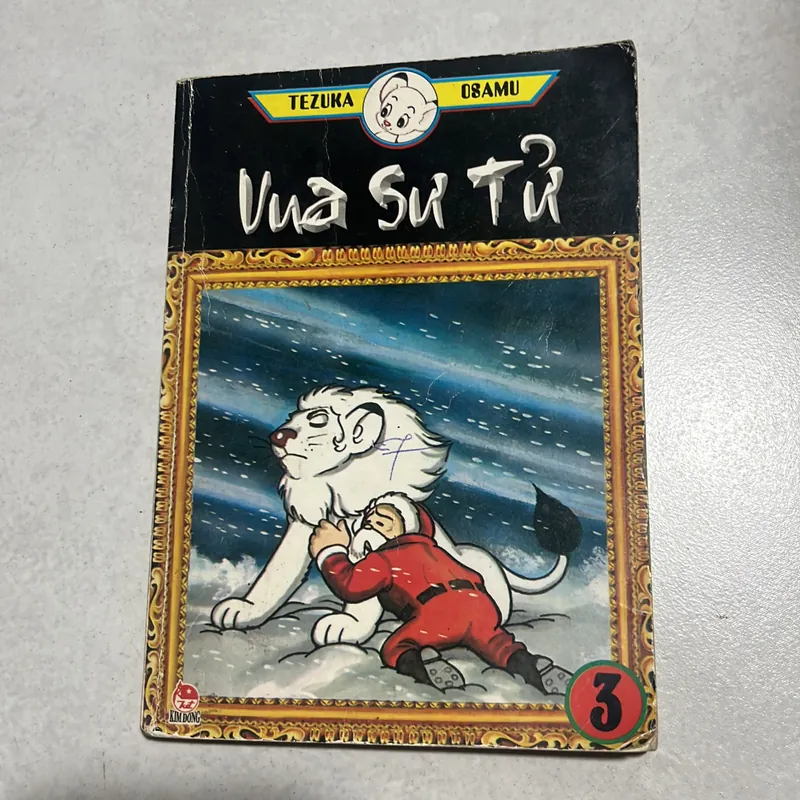 TEZUKA OSAMU
Vua Sư Tử
KIM ĐỒNG
3